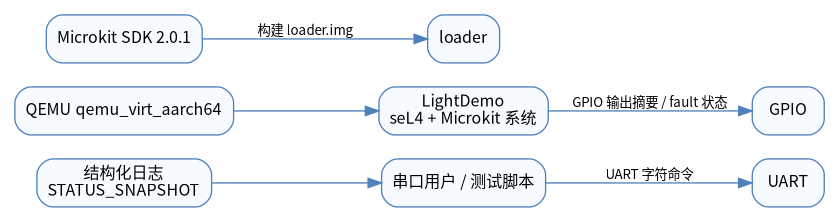 Microkit SDK 2.0.1
构建 loader.img
loader
QEMU qemu_virt_aarch64
LightDemo
seL4 + Microkit 系统
GPIO 输出摘要 / fault 状态
GPIO
结构化日志
STATUS_SNAPSHOT
串口用户 / 测试脚本
UART 字符命令
UART